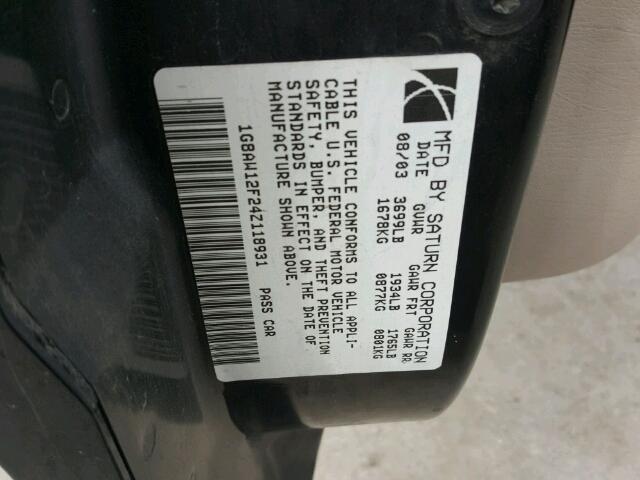 MFD BY SATURN CORPORATION
DATE GVWR GAWR FRT GAWR RR
08/03 3699LB 1934LB 1765LB
1678KG 0877KG 0801KG
THIS VEHICLE CONFORMS TO ALL APPLI-
CABLE U.S. FEDERAL MOTOR VEHICLE
SAFETY, BUMPER, AND THEFT PREVENTION
STANDARDS IN EFFECT ON THE DATE OF
MANUFACTURE SHOWN ABOVE.
1G8AW12F24Z118931 PASS CAR